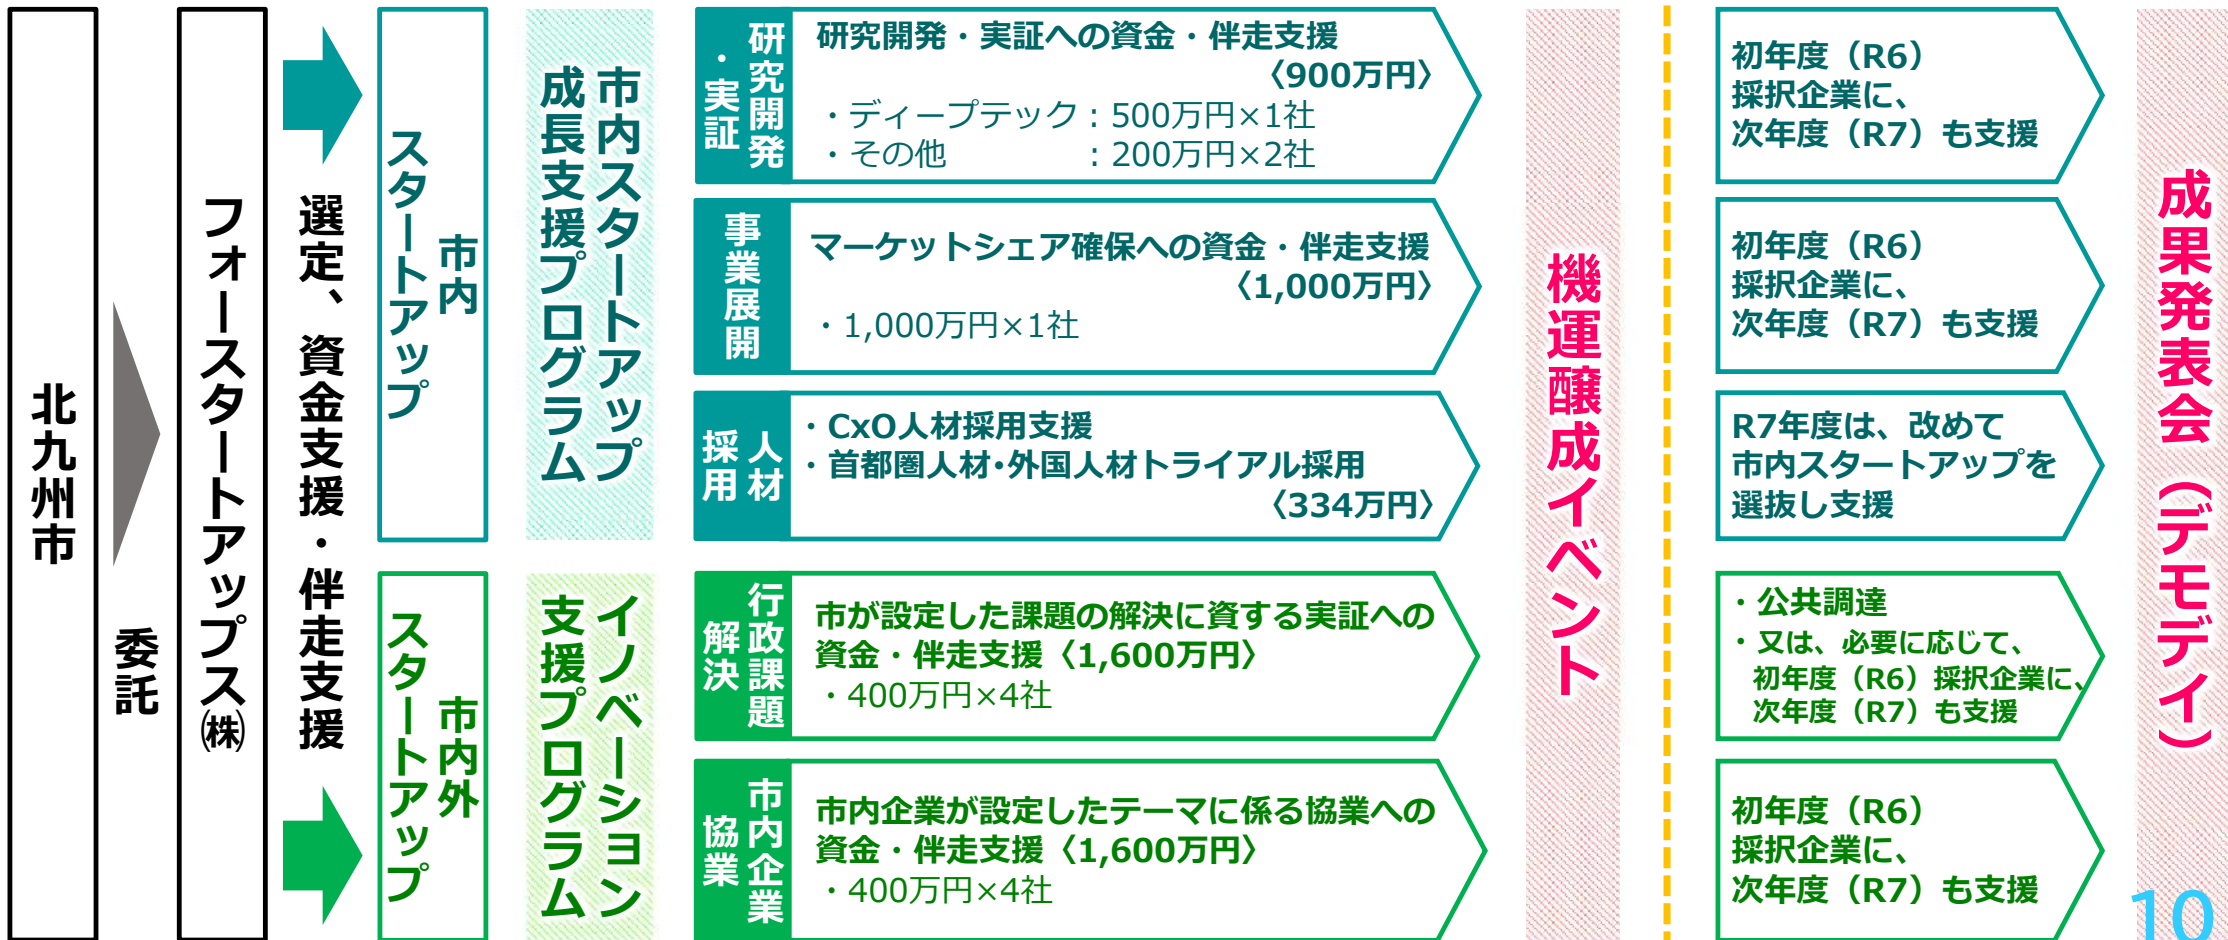 北九州市
委託
フォースタートアップス㈱
選定、資金支援・伴走支援
市内
スタートアップ
市内スタートアップ
成長支援プログラム
研究開発
・実証
研究開発・実証への資金・伴走支援
〈900万円〉
・ディープテック：500万円×1社
・その他　　　　：200万円×2社
事業展開
マーケットシェア確保への資金・伴走支援
〈1,000万円〉
・1,000万円×1社
人材
採用
・CxO人材採用支援
・首都圏人材・外国人材トライアル採用
〈334万円〉
市内外
スタートアップ
イノベーション
支援プログラム
行政課題
解決
市が設定した課題の解決に資する実証への
資金・伴走支援〈1,600万円〉
・400万円×4社
市内企業
協業
市内企業が設定したテーマに係る協業への
資金・伴走支援〈1,600万円〉
・400万円×4社
機運醸成イベント
初年度（R6）
採択企業に、
次年度（R7）も支援
初年度（R6）
採択企業に、
次年度（R7）も支援
R7年度は、改めて
市内スタートアップを
選抜し支援
・公共調達
・又は、必要に応じて、
初年度（R6）採択企業に、
次年度（R7）も支援
初年度（R6）
採択企業に、
次年度（R7）も支援
成果発表会（デモデイ）
10